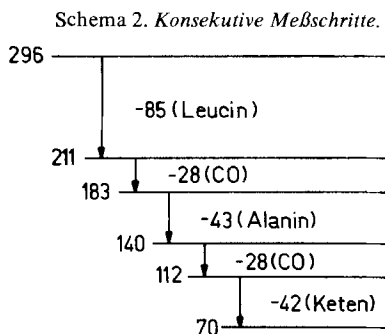 Schema 2. Konsekutive Meßschritte.
296
-85 (Leucin)
211
-28 (CO)
183
-43 (Alanin)
140
-28 (CO)
112
-42 (Keten)
70